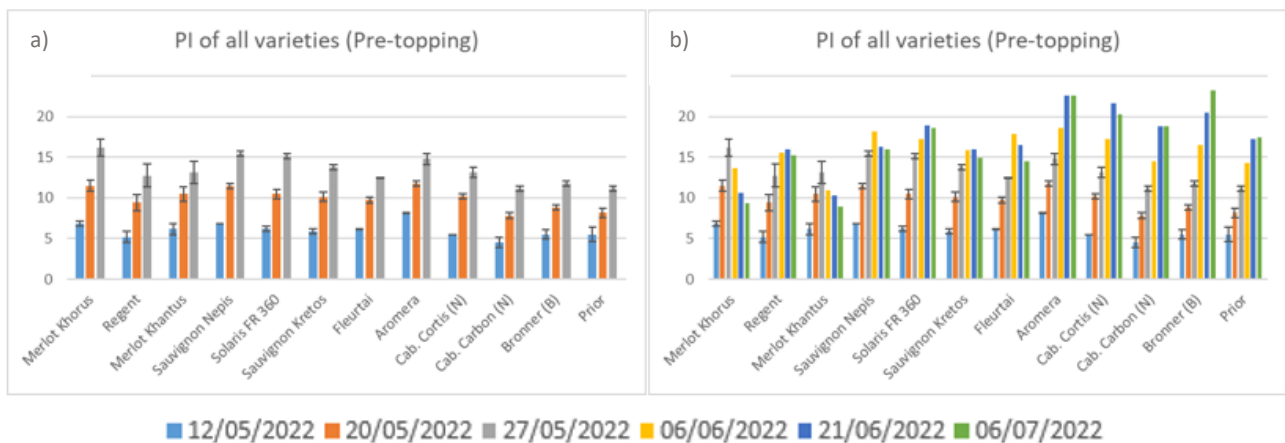 a)
PI of all varieties (Pre-topping)
20
15
10
5
0
Merlot Khorus
Regent
Merlot Khantus
Sauvignon Nepis
Solaris FR 360
Sauvignon Kretos
Fleurtai
Aromera
Cab. Cortis (N)
Cab. Carbon (N)
Bronner (B)
Prior
b)
PI of all varieties (Pre-topping)
20
15
10
5
0
Merlot Khorus
Regent
Merlot Khantus
Sauvignon Nepis
Solaris FR 360
Sauvignon Kretos
Fleurtai
Aromera
Cab. Cortis (N)
Cab. Carbon (N)
Bronner (B)
Prior
12/05/2022 20/05/2022 27/05/2022 06/06/2022 21/06/2022 06/07/2022